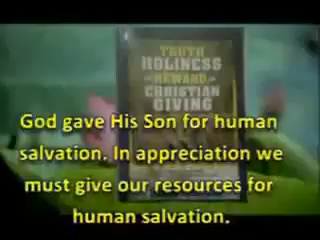 TRUTH
HOLINESS
REWARD
CHRISTIAN
GIVING
God gave His Son for human
salvation. In appreciation we
must give our resources for
human salvation.